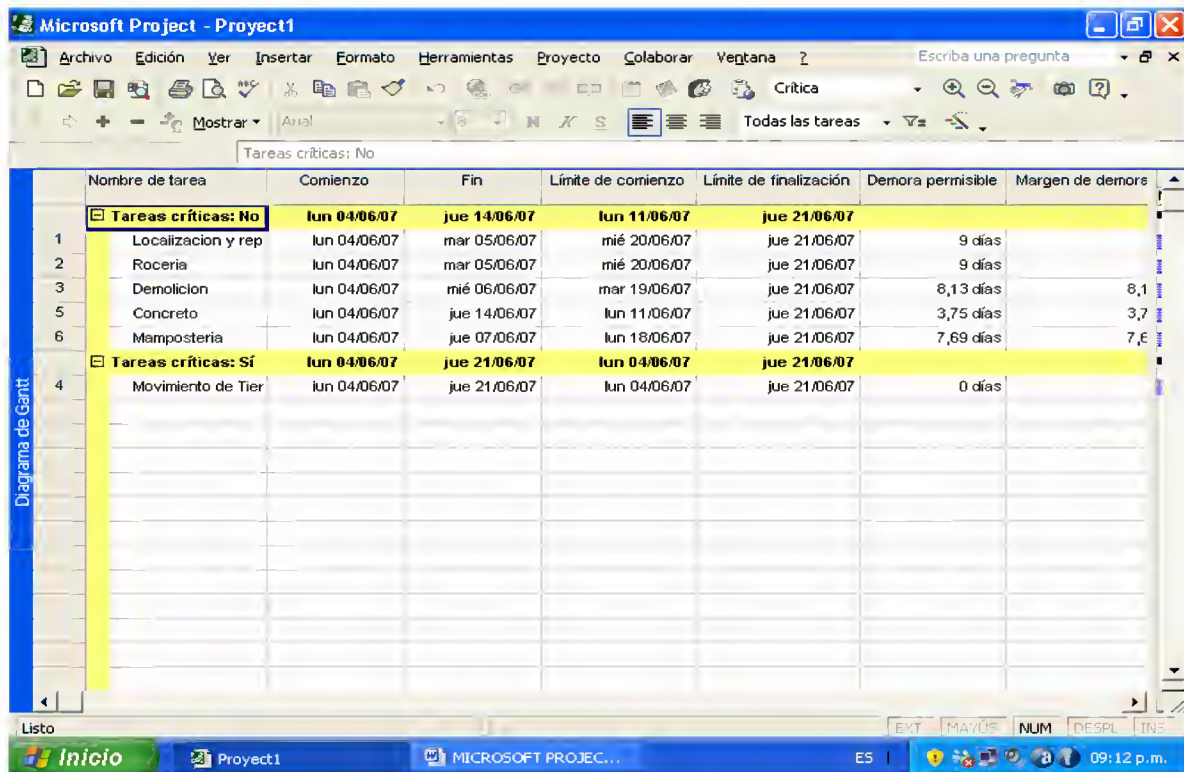 Microsoft Project - Proyect1
Archivo Edición Ver Insertar Formato Herramientas Proyecto Colaborar Ventana ? Escriba una pregunta
Crítica
Mostrar Arial 8 N K S Todas las tareas
Tareas críticas: No
Nombre de tarea Comienzo Fin Límite de comienzo Límite de finalización Demora permisible Margen de demora
Tareas críticas: No lun 04/06/07 jue 14/06/07 lun 11/06/07 jue 21/06/07
1 Localizacion y rep lun 04/06/07 mar 05/06/07 mié 20/06/07 jue 21/06/07 9 días
2 Roceria lun 04/06/07 mar 05/06/07 mié 20/06/07 jue 21/06/07 9 días
3 Demolicion lun 04/06/07 mié 06/06/07 mar 19/06/07 jue 21/06/07 8,13 días 8,1
5 Concreto lun 04/06/07 jue 14/06/07 lun 11/06/07 jue 21/06/07 3,75 días 3,7
6 Mamposteria lun 04/06/07 jue 07/06/07 lun 18/06/07 jue 21/06/07 7,69 días 7,6
Tareas críticas: Sí lun 04/06/07 jue 21/06/07 lun 04/06/07 jue 21/06/07
4 Movimiento de Tier lun 04/06/07 jue 21/06/07 lun 04/06/07 jue 21/06/07 0 días
Diagrama de Gantt
Listo EXT MAYÚS NUM DESPL INS
Inicio Proyect1 MICROSOFT PROJEC... ES 09:12 p.m.